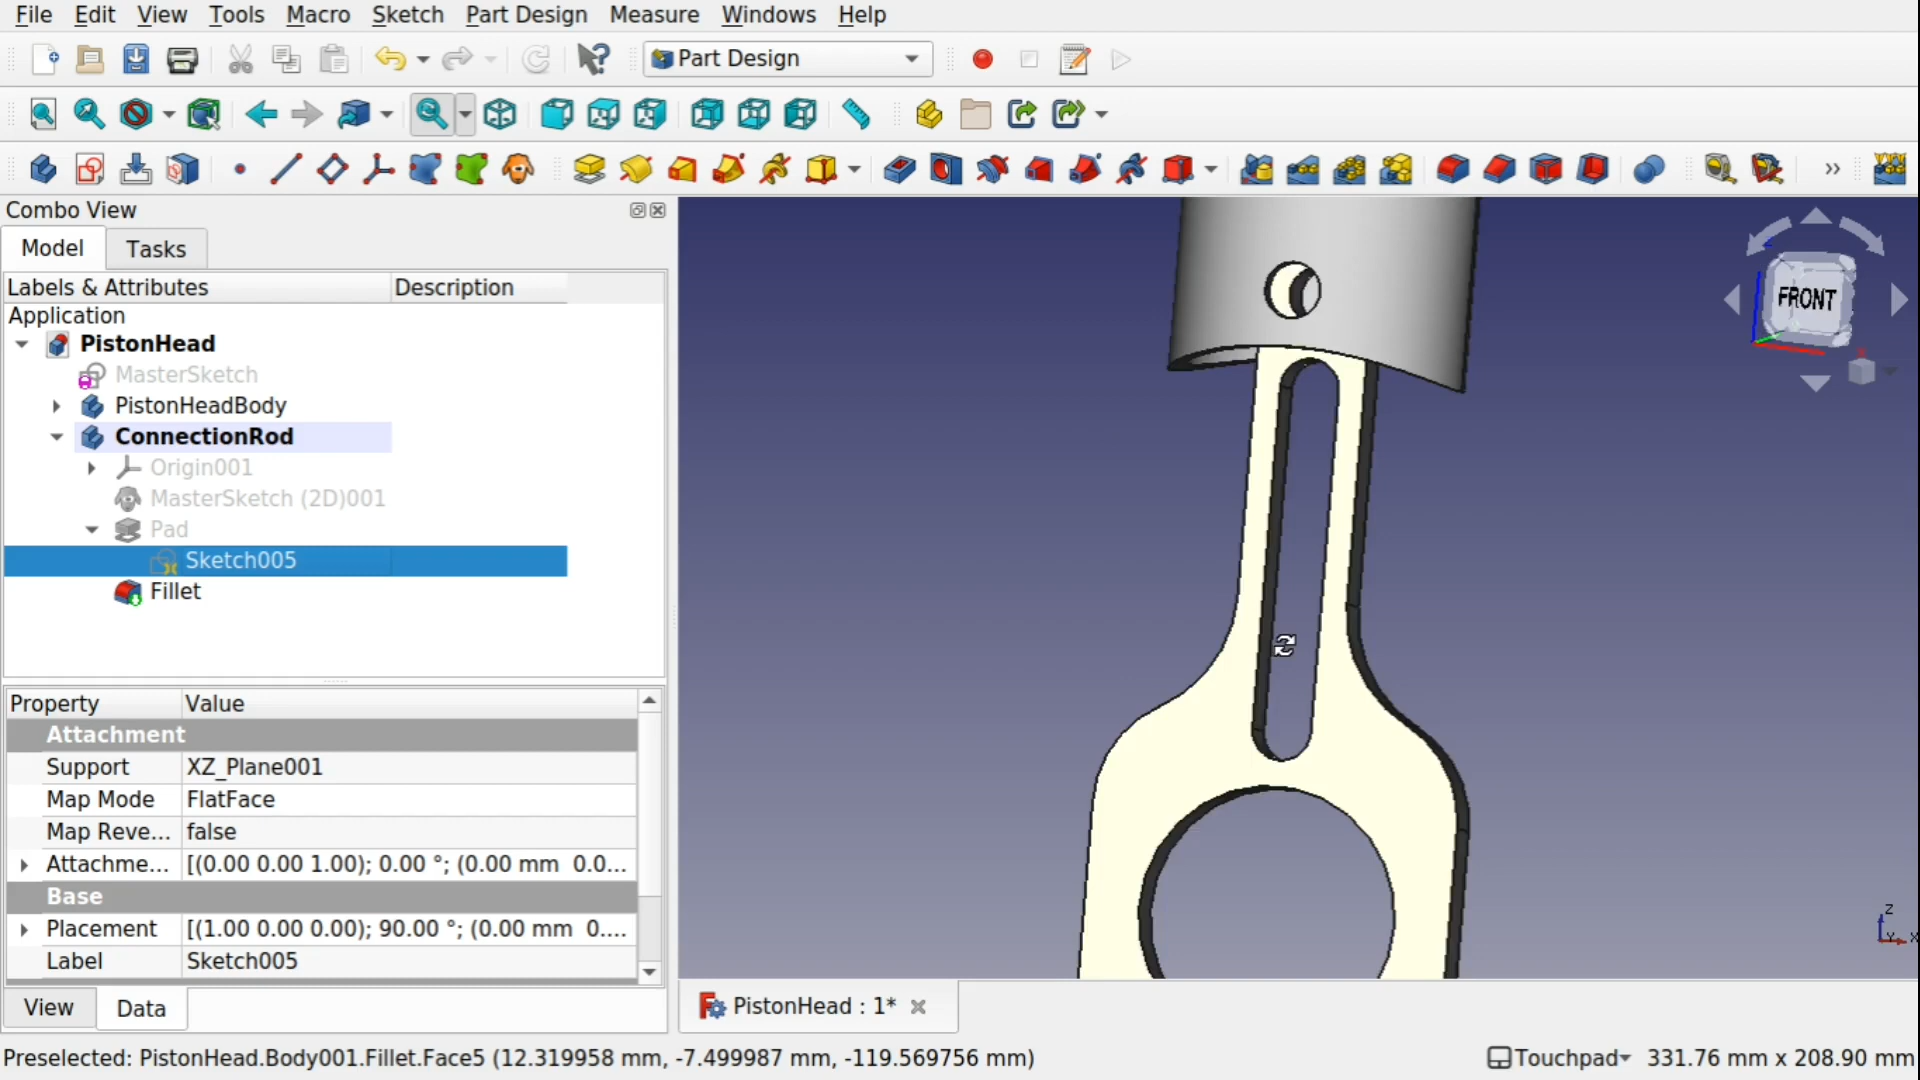 File Edit View Tools Macro Sketch Part Design Measure Windows Help
Part Design
Combo View
Model Tasks
Labels & Attributes Description
Application
PistonHead
MasterSketch
PistonHeadBody
ConnectionRod
Origin001
MasterSketch (2D)001
Pad
Sketch005
Fillet
Property Value
Attachment
Support XZ_Plane001
Map Mode FlatFace
Map Reve... false
Attachme... [(0.00 0.00 1.00); 0.00 °; (0.00 mm 0.0...
Base
Placement [(1.00 0.00 0.00); 90.00 °; (0.00 mm 0....
Label Sketch005
View Data
FRONT
Z
Y X
PistonHead : 1*
Preselected: PistonHead.Body001.Fillet.Face5 (12.319958 mm, -7.499987 mm, -119.569756 mm)
Touchpad 331.76 mm x 208.90 mm